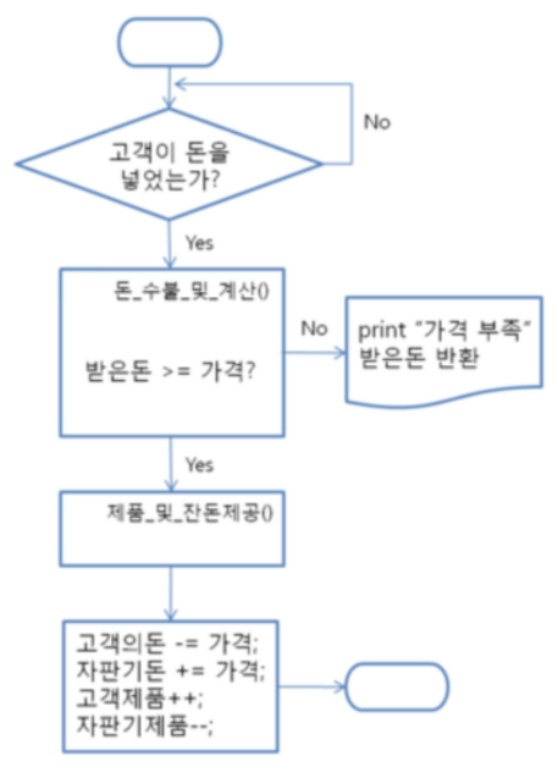 고객이 돈을
넣었는가?
No
Yes
돈_수불_및_계산()
받은돈 >= 가격?
No
print “가격 부족“
받은돈 반환
Yes
제품_및_잔돈제공()
고객의돈 -= 가격;
자판기돈 += 가격;
고객제품++;
자판기제품--;